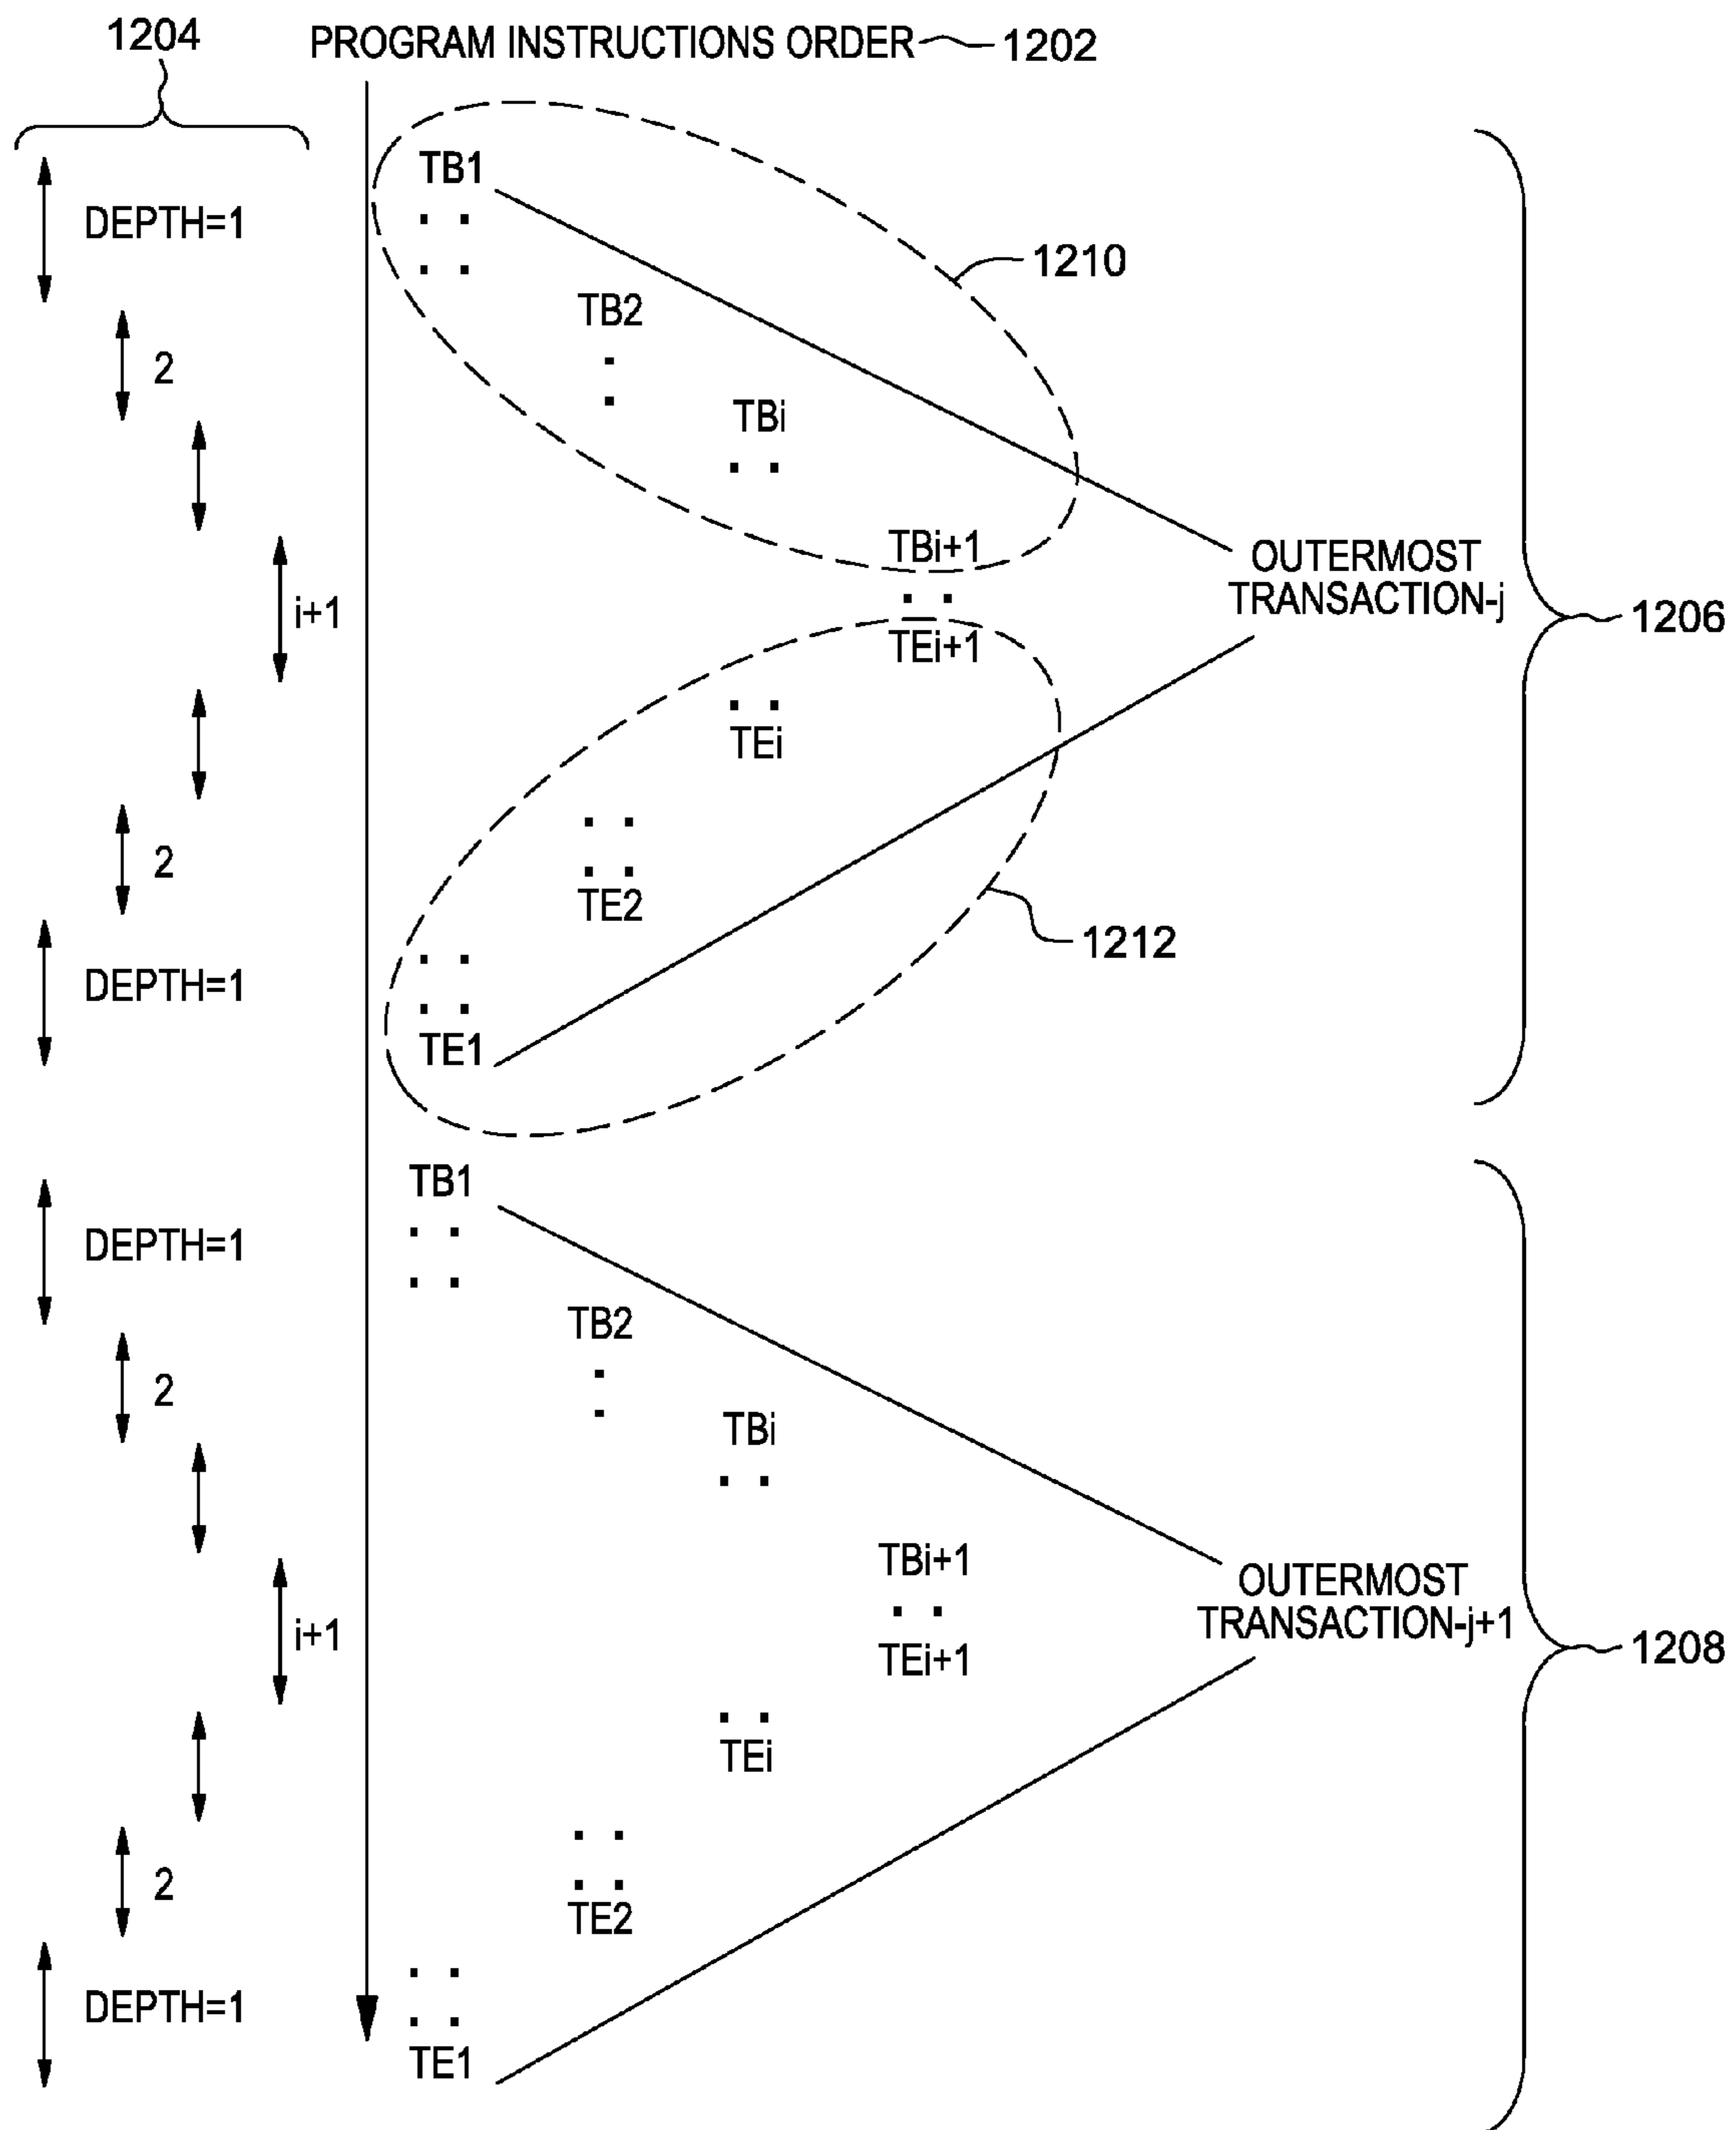 1204
PROGRAM INSTRUCTIONS ORDER 1202
TB1
DEPTH=1
1210
TB2
2
TBi
TBi+1
OUTERMOST
TRANSACTION-j
i+1
1206
TEi+1
TEi
2
TE2
1212
DEPTH=1
TE1
TB1
DEPTH=1
TB2
2
TBi
TBi+1
OUTERMOST
TRANSACTION-j+1
i+1
1208
TEi+1
TEi
2
TE2
DEPTH=1
TE1